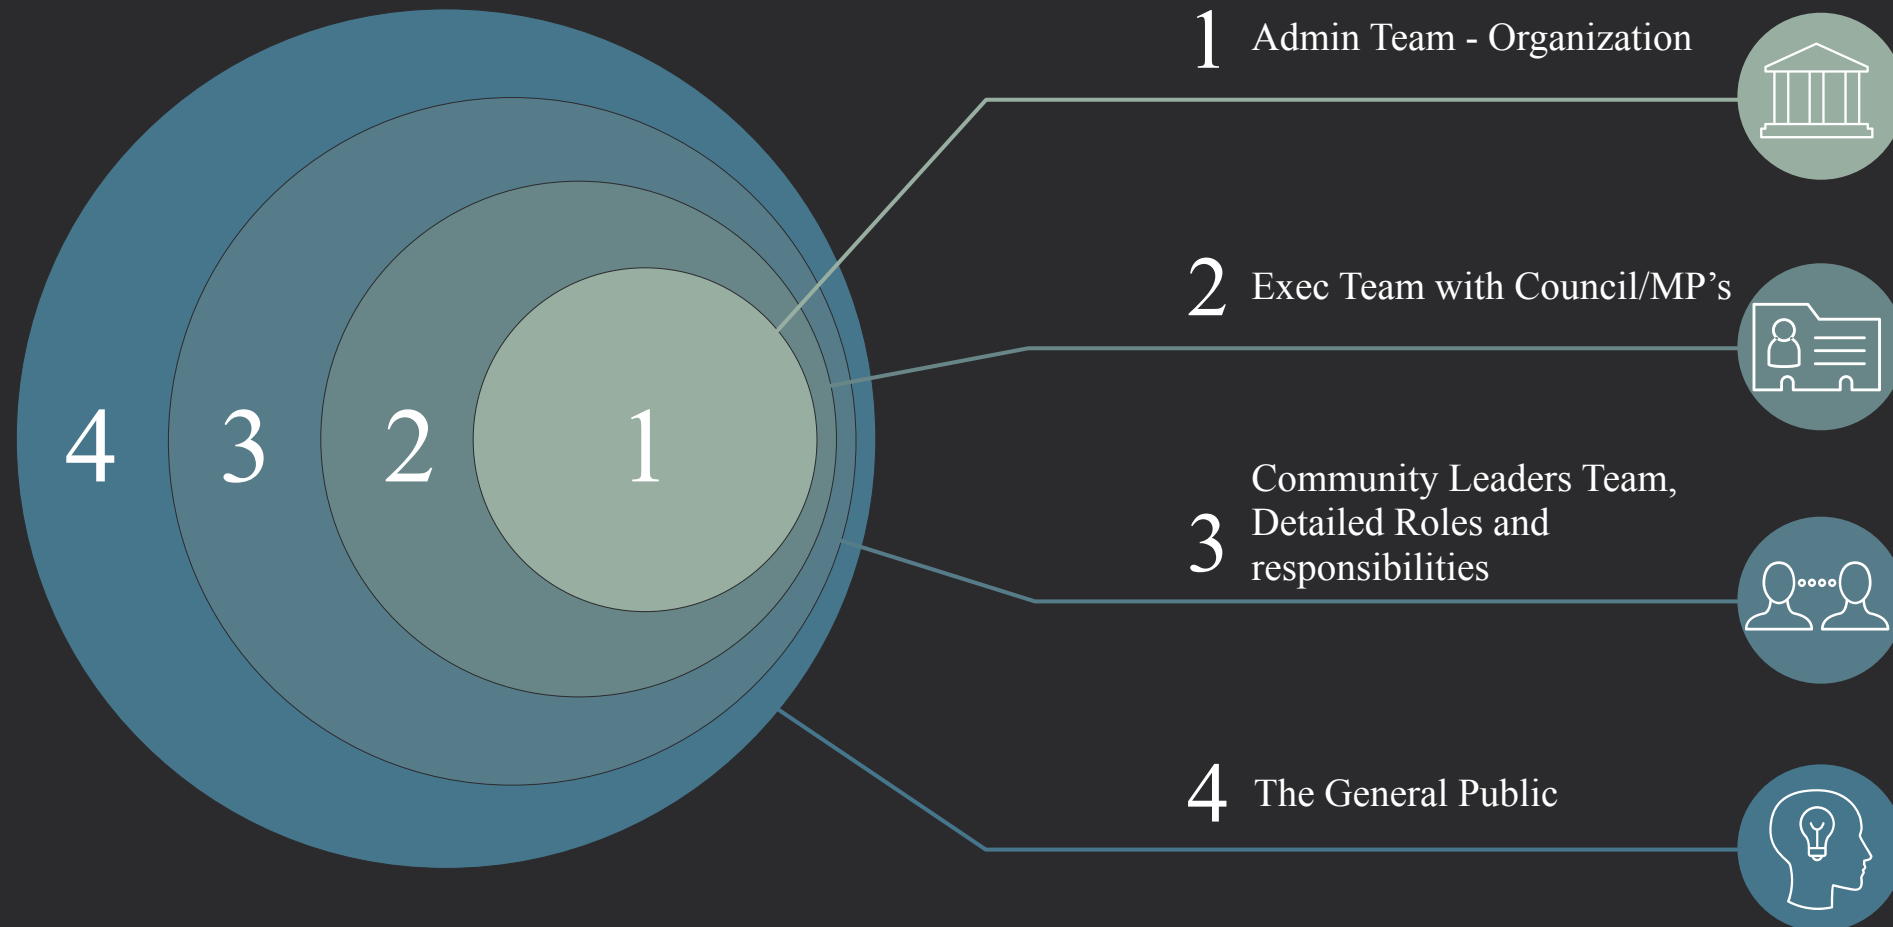 1 Admin Team - Organization
2 Exec Team with Council/MP’s
Community Leaders Team,
3 Detailed Roles and
responsibilities
4 The General Public
4 3 2 1